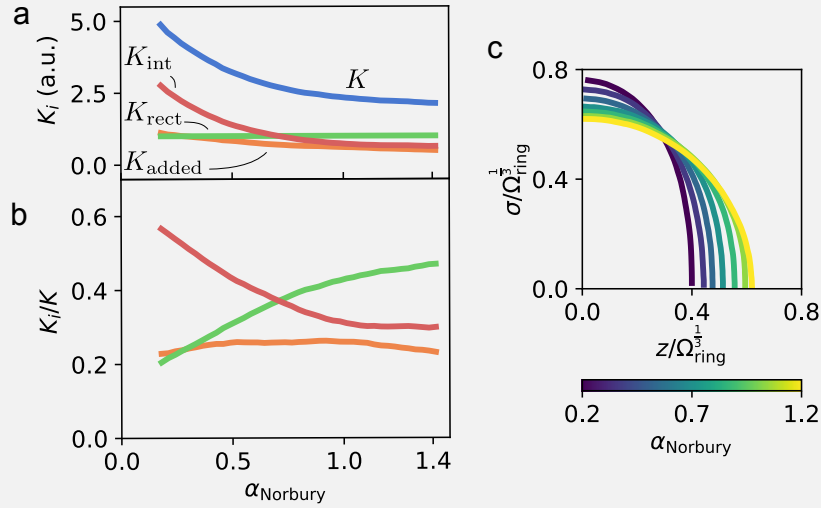 a
K_i (a.u.)
5.0
2.5
0.0
K_int
K_rect
K_added
K
b
K_i/K
0.6
0.4
0.2
0.0
0.0 0.5 1.0 1.4
α_Norbury
c
σ/Ω_ring^{1/3}
0.8
0.4
0.0
0.0 0.4 0.8
z/Ω_ring^{1/3}
0.2 0.7 1.2
α_Norbury